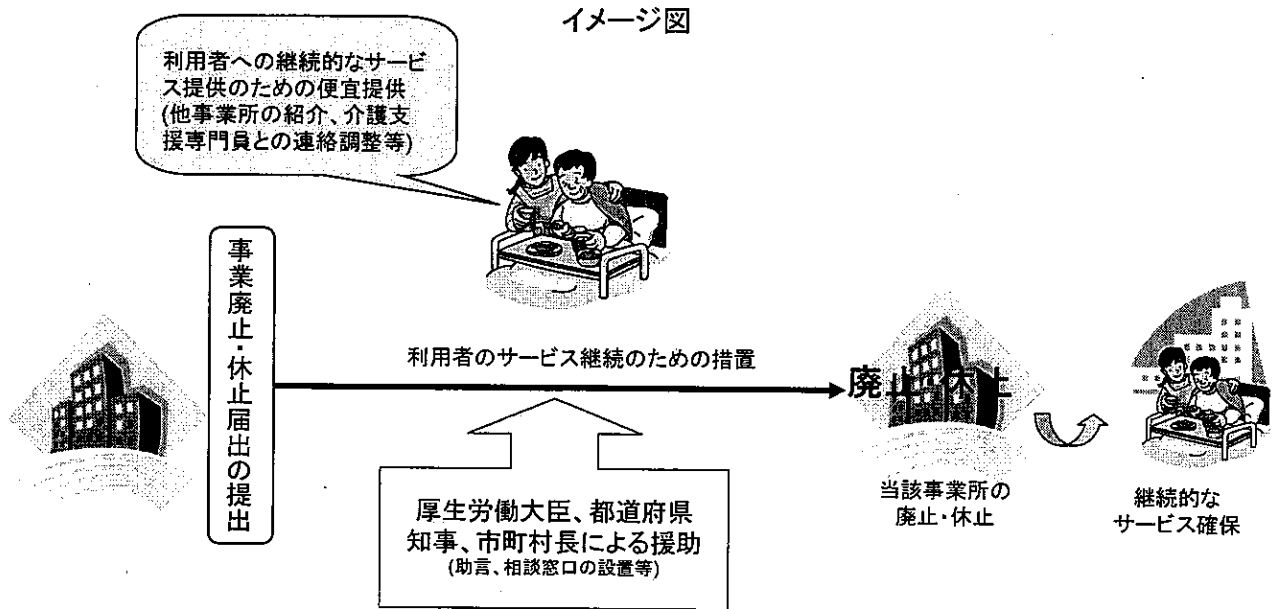 イメージ図
利用者への継続的なサービ
ス提供のための便宜提供
(他事業所の紹介、介護支
援専門員との連絡調整等)
事業廃止・休止届出の提出
利用者のサービス継続のための措置
廃止・休止
厚生労働大臣、都道府県
知事、市町村長による援助
(助言、相談窓口の設置等)
当該事業所の
廃止・休止
継続的な
サービス確保